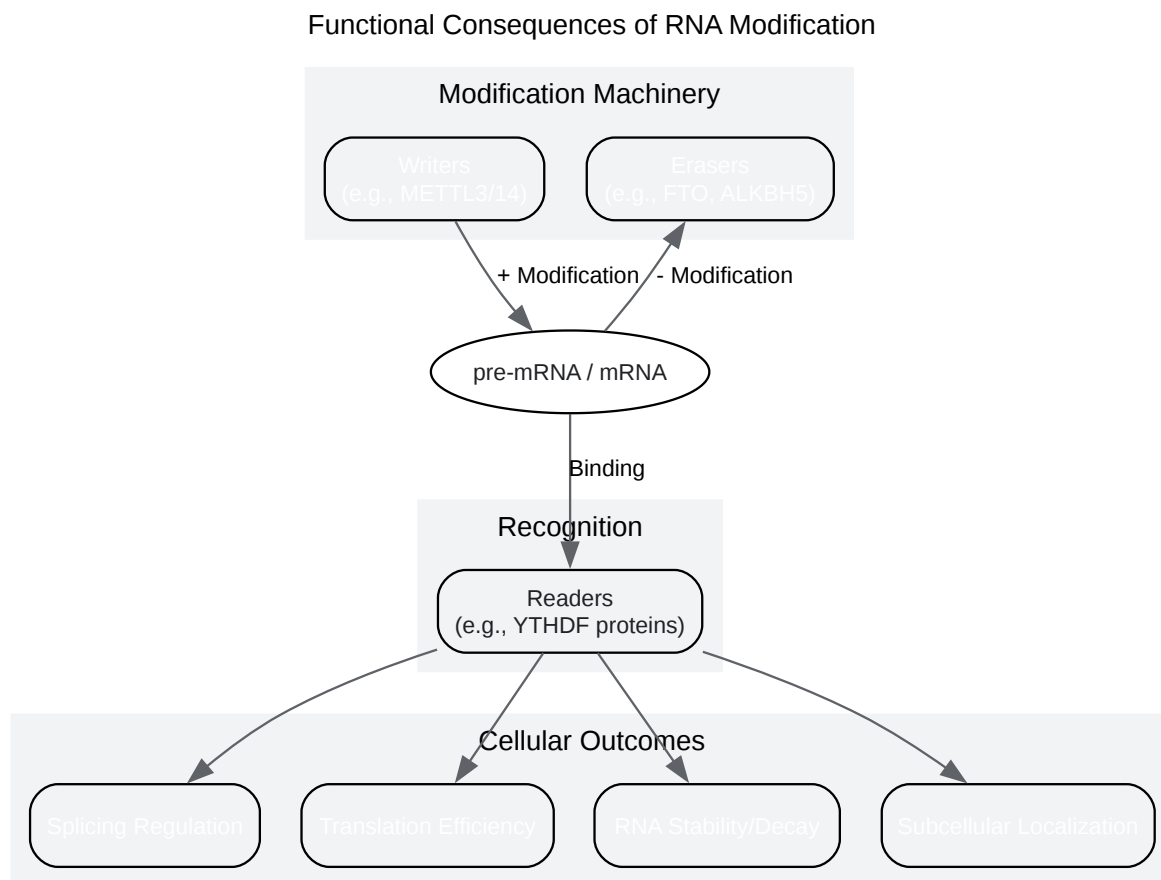 Functional Consequences of RNA Modification
Modification Machinery
Writers
(e.g., METTL3/14)
Erasers
(e.g., FTO, ALKBH5)
+ Modification
- Modification
pre-mRNA / mRNA
Binding
Recognition
Readers
(e.g., YTHDF proteins)
Cellular Outcomes
Splicing Regulation
Translation Efficiency
RNA Stability/Decay
Subcellular Localization